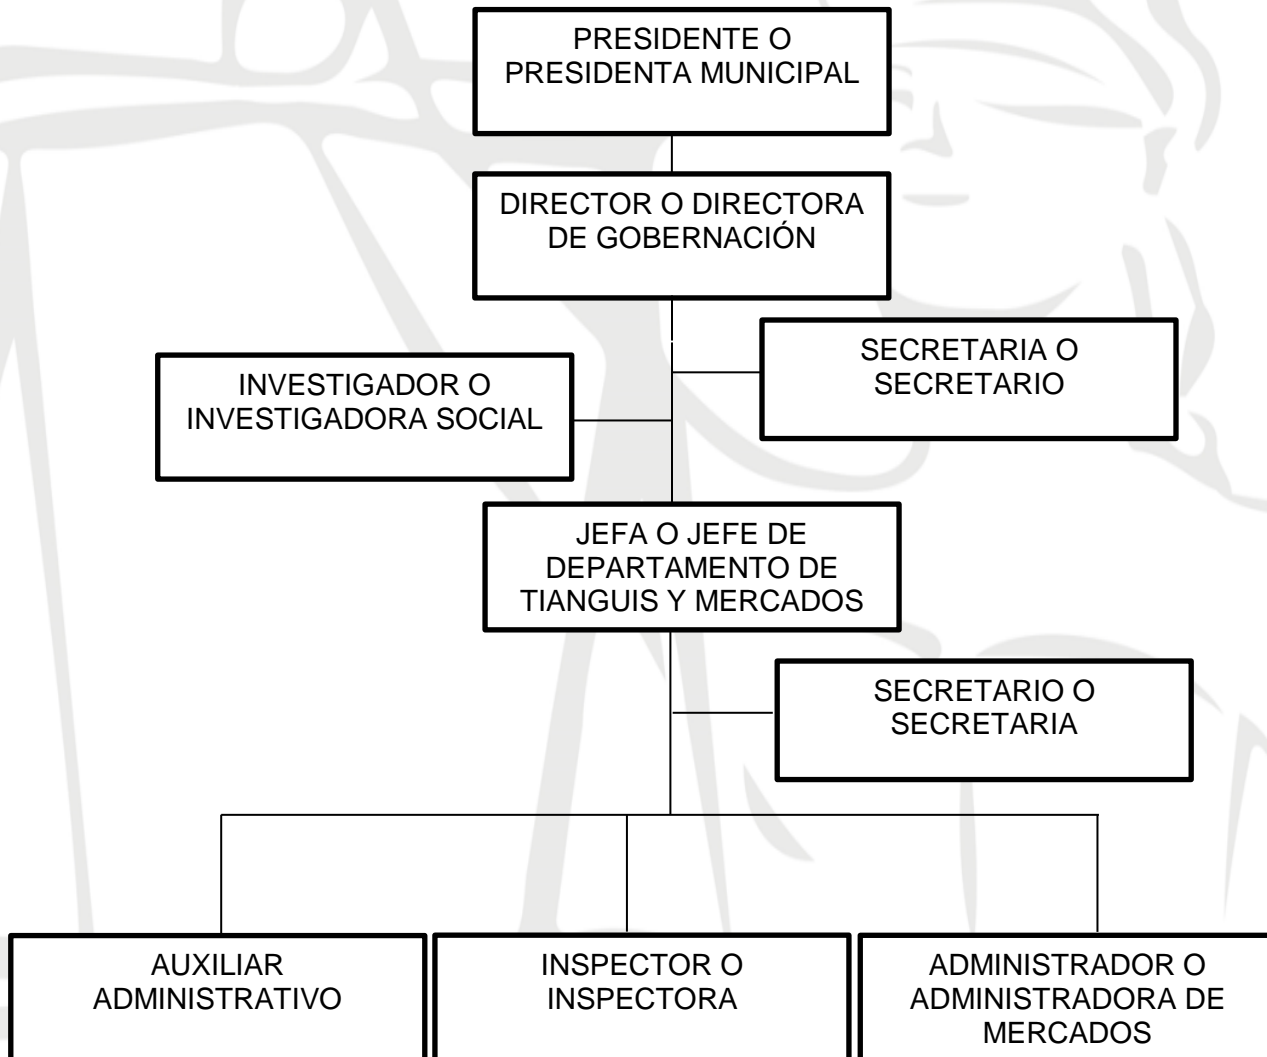 PRESIDENTE O
PRESIDENTA MUNICIPAL
DIRECTOR O DIRECTORA
DE GOBERNACIÓN
SECRETARIA O
SECRETARIO
INVESTIGADOR O
INVESTIGADORA SOCIAL
JEFA O JEFE DE
DEPARTAMENTO DE
TIANGUIS Y MERCADOS
SECRETARIO O
SECRETARIA
AUXILIAR
ADMINISTRATIVO
INSPECTOR O
INSPECTORA
ADMINISTRADOR O
ADMINISTRADORA DE
MERCADOS